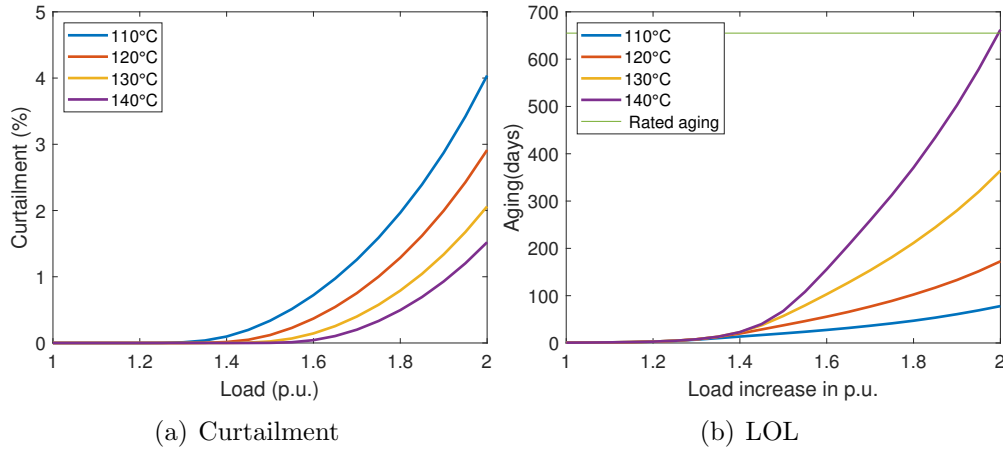 5
4
3
2
1
0
Curtailment (%)
110°C
120°C
130°C
140°C
1 1.2 1.4 1.6 1.8 2
Load (p.u.)
(a) Curtailment
700
600
500
400
300
200
100
0
Aging(days)
110°C
120°C
130°C
140°C
Rated aging
1 1.2 1.4 1.6 1.8 2
Load increase in p.u.
(b) LOL